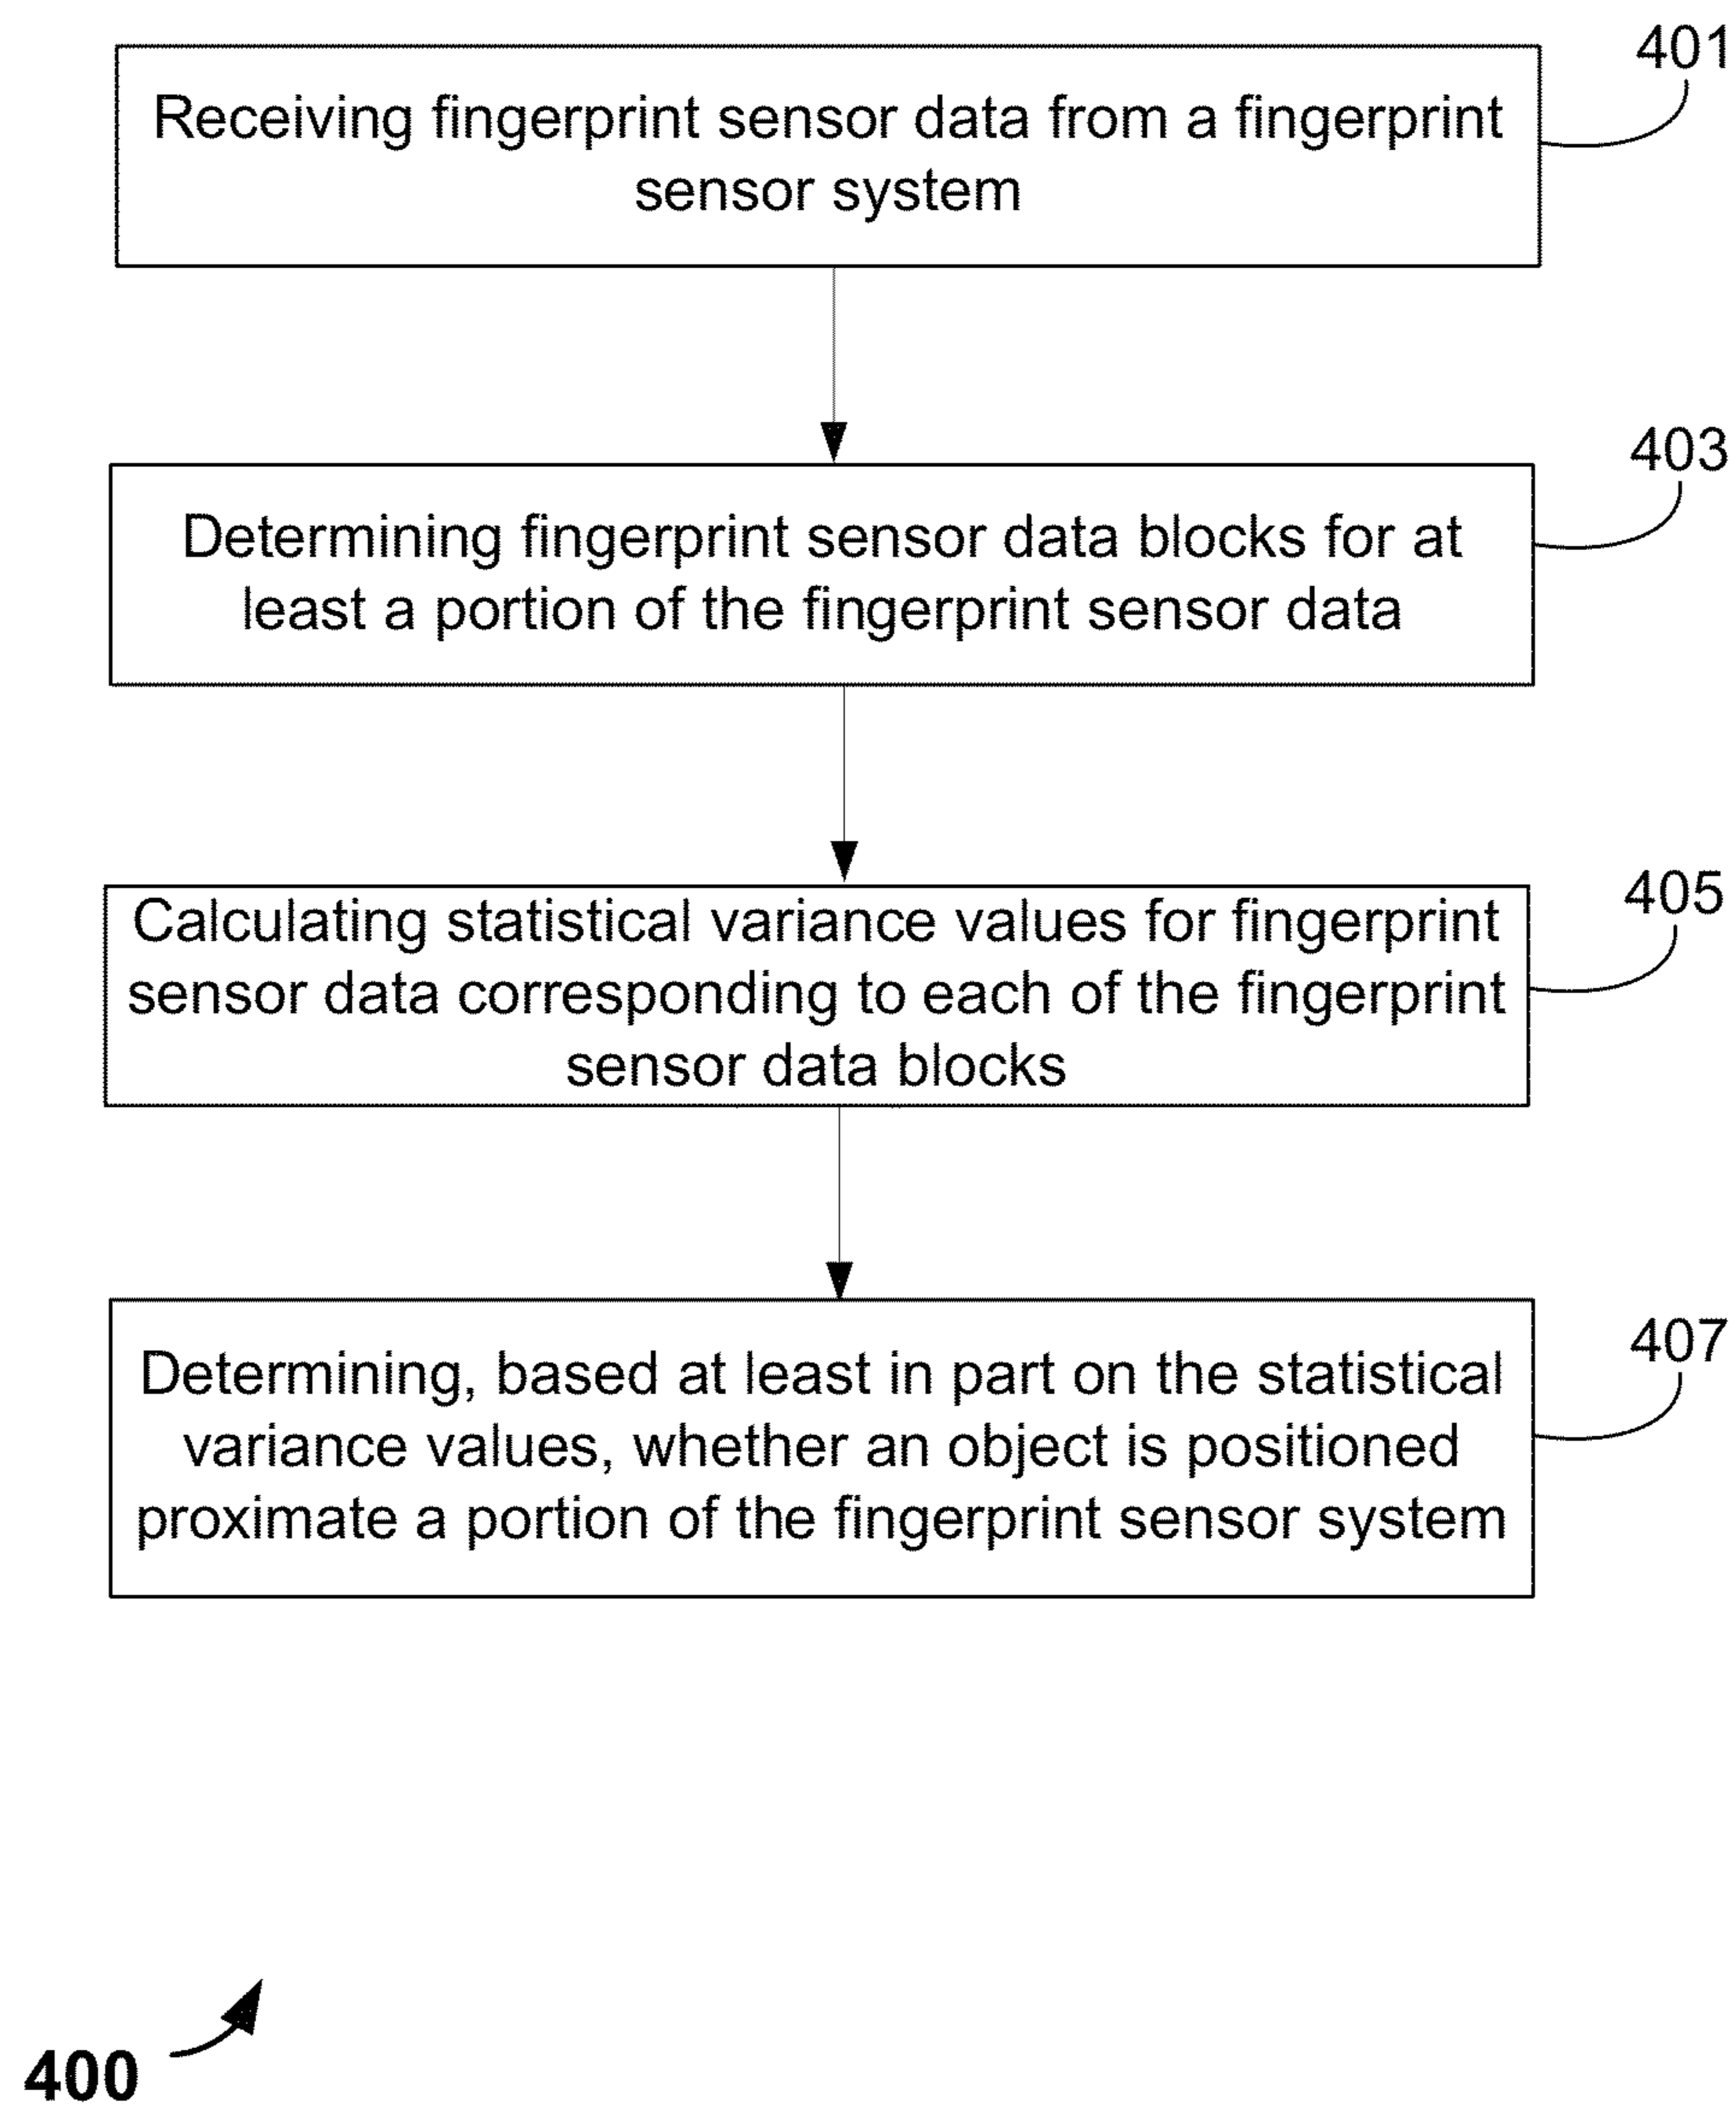 401
Receiving fingerprint sensor data from a fingerprint
sensor system
403
Determining fingerprint sensor data blocks for at
least a portion of the fingerprint sensor data
405
Calculating statistical variance values for fingerprint
sensor data corresponding to each of the fingerprint
sensor data blocks
407
Determining, based at least in part on the statistical
variance values, whether an object is positioned
proximate a portion of the fingerprint sensor system
400